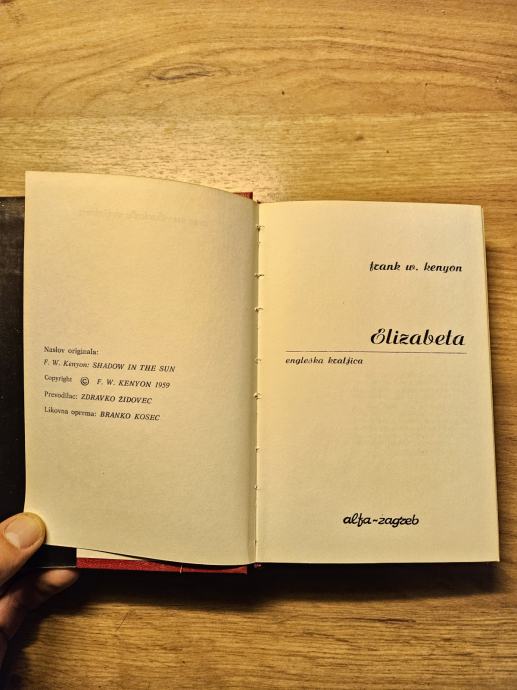 Naslov originala:
F. W. Kenyon: SHADOW IN THE SUN
Copyright © F. W. KENYON 1959
Prevodilac: ZDRAVKO ŽIDOVEC
Likovna oprema: BRANKO KOSEC
frank w. kenyon
Elizabeta
engleska kraljica
alfa-zagreb